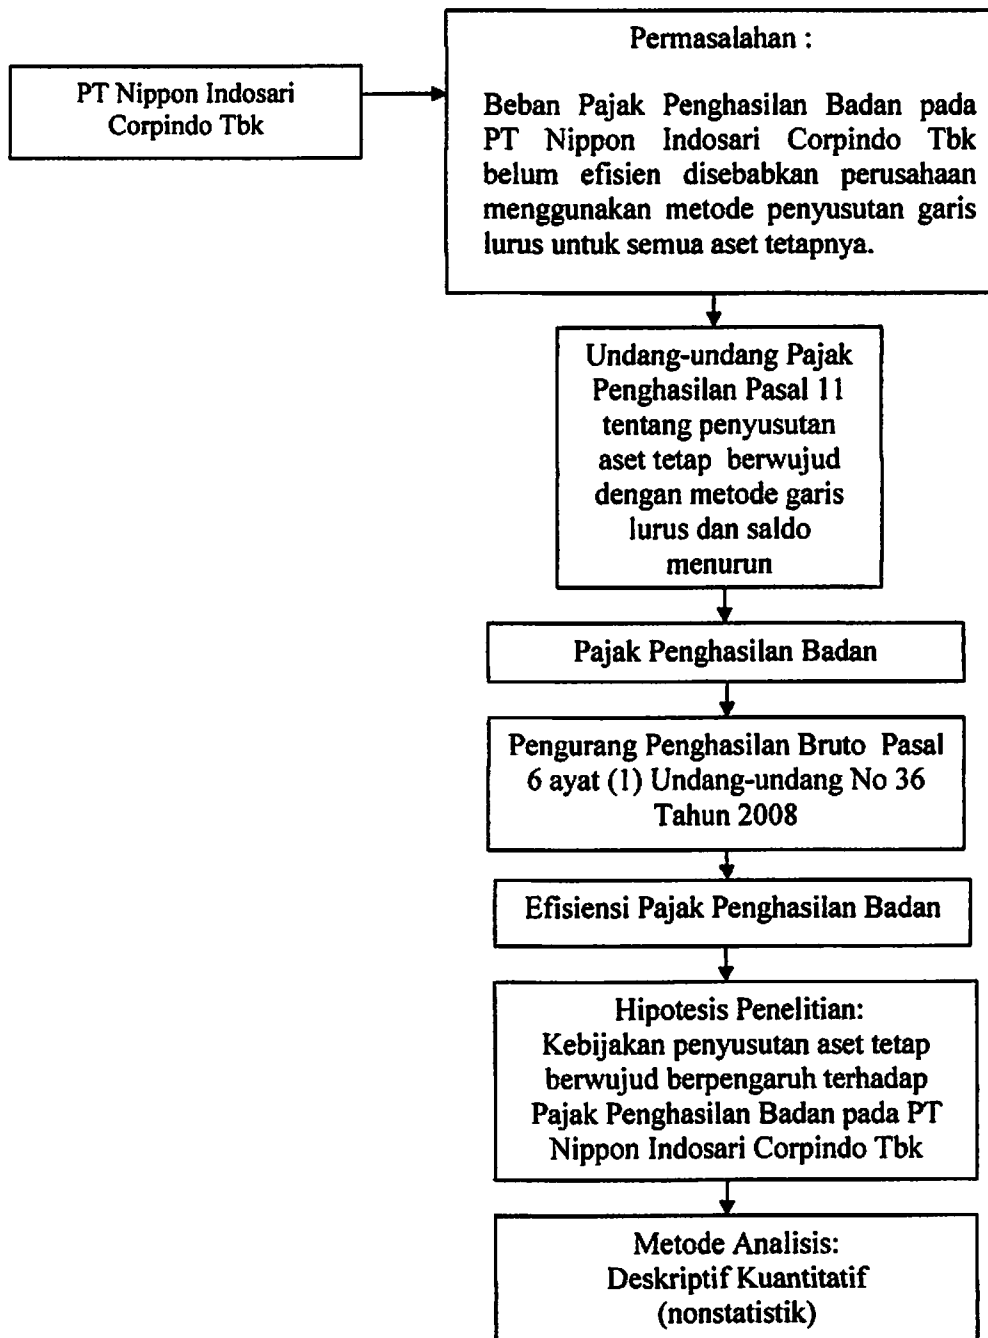 PT Nippon Indosari
Corpindo Tbk
Permasalahan :
Beban Pajak Penghasilan Badan pada
PT Nippon Indosari Corpindo Tbk
belum efisien disebabkan perusahaan
menggunakan metode penyusutan garis
lurus untuk semua aset tetapnya.
Undang-undang Pajak
Penghasilan Pasal 11
tentang penyusutan
aset tetap berwujud
dengan metode garis
lurus dan saldo
menurun
Pajak Penghasilan Badan
Pengurang Penghasilan Bruto Pasal
6 ayat (1) Undang-undang No 36
Tahun 2008
Efisiensi Pajak Penghasilan Badan
Hipotesis Penelitian:
Kebijakan penyusutan aset tetap
berwujud berpengaruh terhadap
Pajak Penghasilan Badan pada PT
Nippon Indosari Corpindo Tbk
Metode Analisis:
Deskriptif Kuantitatif
(nonstatistik)